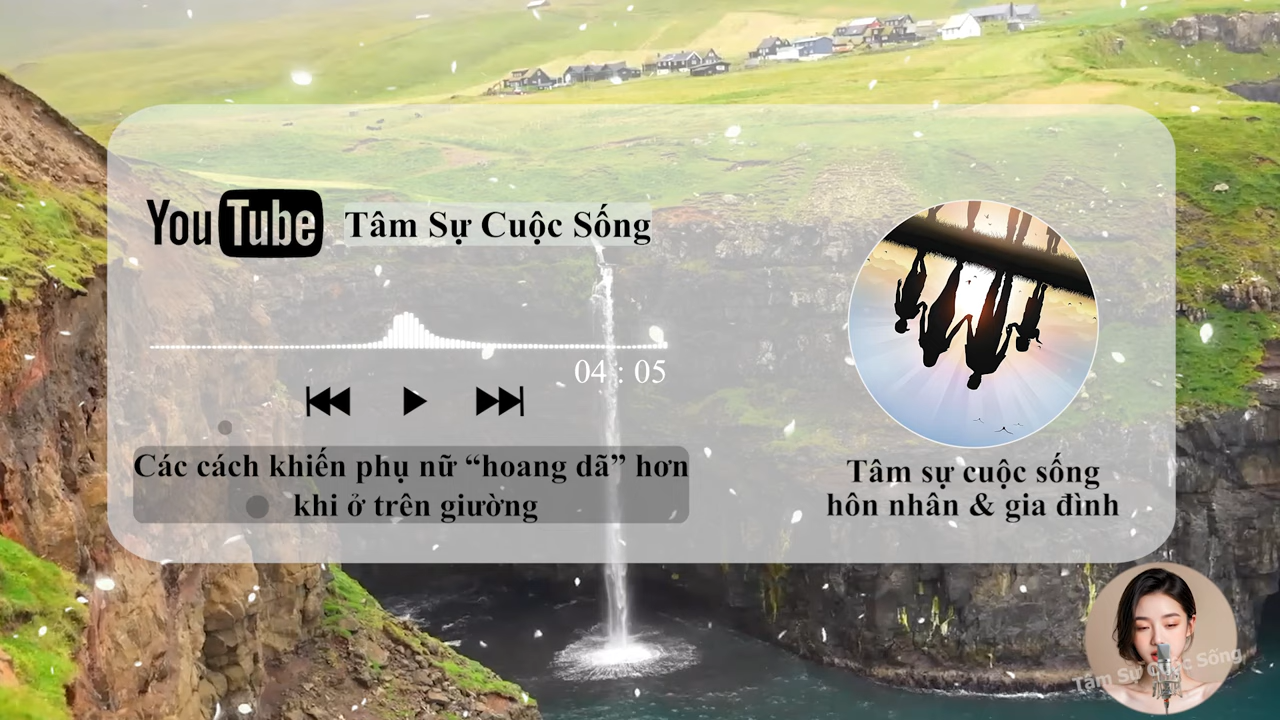 YouTube Tâm Sự Cuộc Sống
04 : 05
Các cách khiến phụ nữ “hoang dã” hơn
khi ở trên giường
Tâm sự cuộc sống
hôn nhân & gia đình
Tâm Sự Cuộc Sống